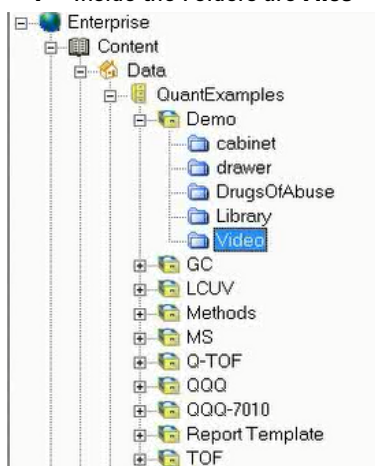 Enterprise
Content
Data
QuantExamples
Demo
cabinet
drawer
DrugsOfAbuse
Library
Video
GC
LCUV
Methods
MS
Q-TOF
QQQ
QQQ-7010
Report Template
TOF